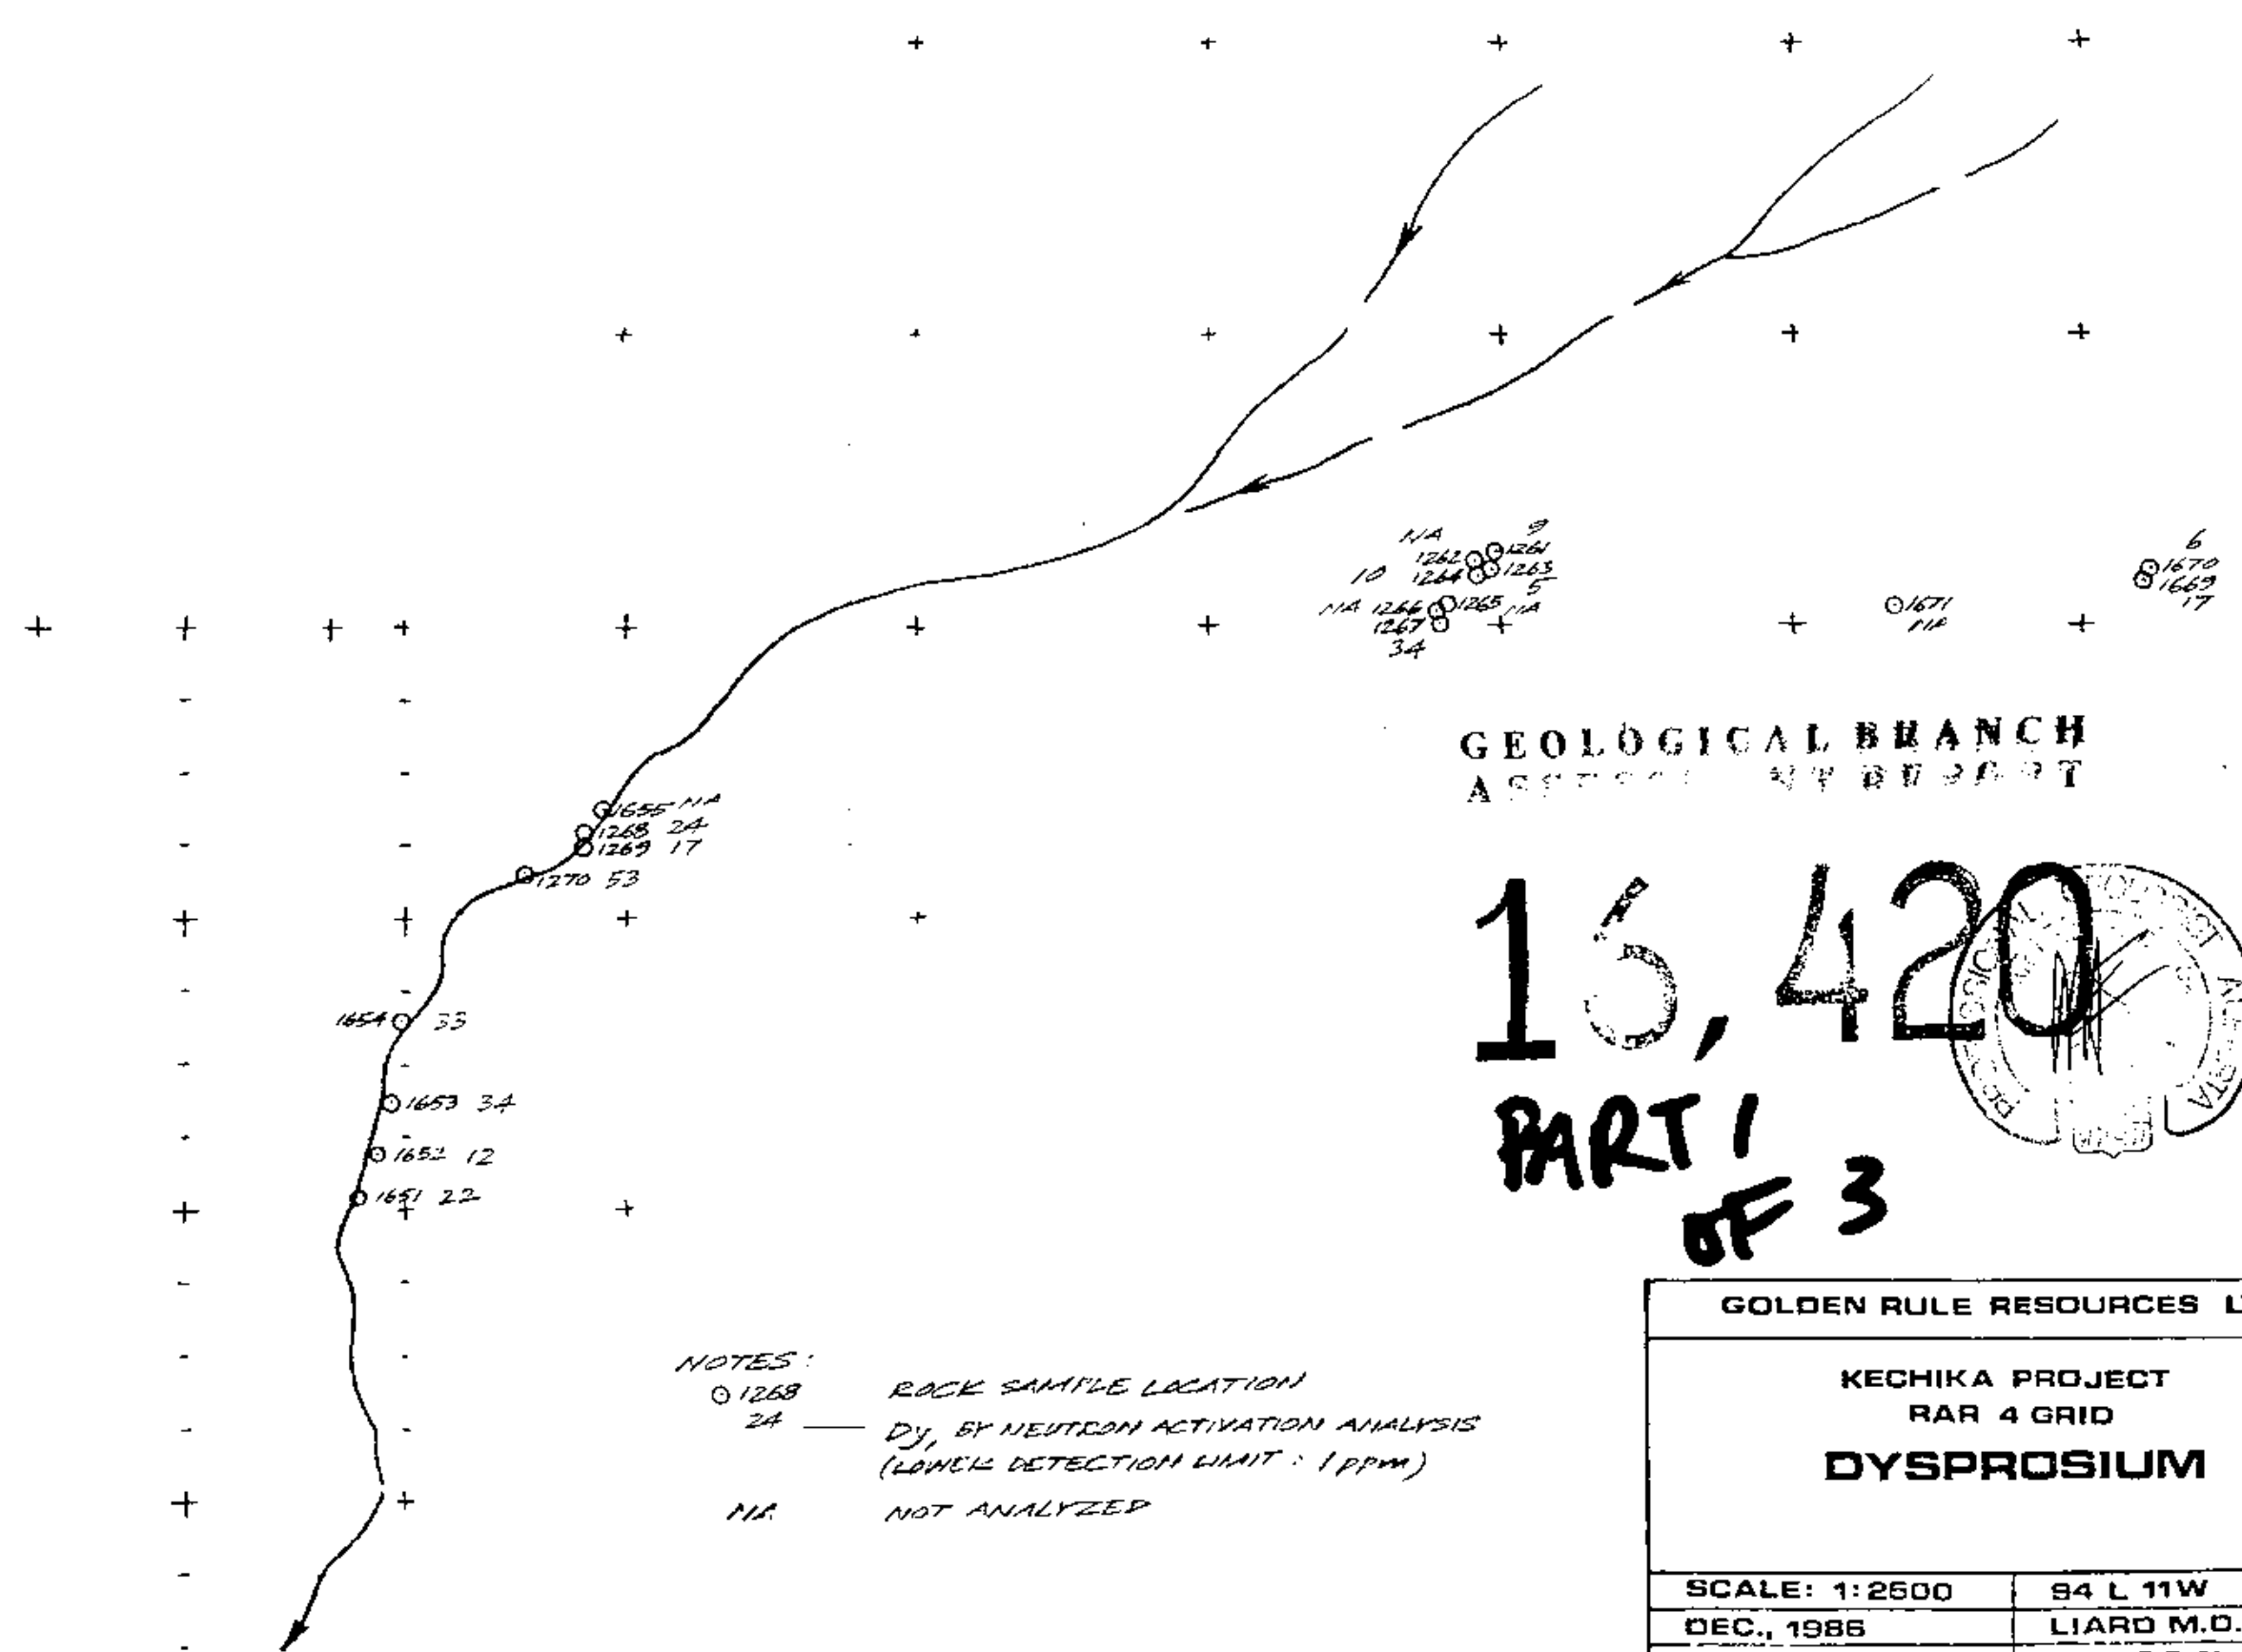 NA 9
1262 1261
10 1264 1263
5
NA 1266 1265 NA
1267
34
6
1670
1669
17
1671
NA
GEOLOGICAL BRANCH
1655 NA
1268 24
1269 17
1270 53
1654 33
1653 34
1652 12
1651 22
,420
PART 1
OF 3
NOTES:
1268 ROCK SAMPLE LOCATION
24 — Dy, BY NEUTRON ACTIVATION ANALYSIS
(LOWER DETECTION LIMIT: 1 ppm)
NA NOT ANALYZED
GOLDEN RULE RESOURCES
KECHIKA PROJECT
RAR 4 GRID
DYSPROSIUM
SCALE: 1:2500 94 L 11W
DEC., 1986 LIARD M.D.